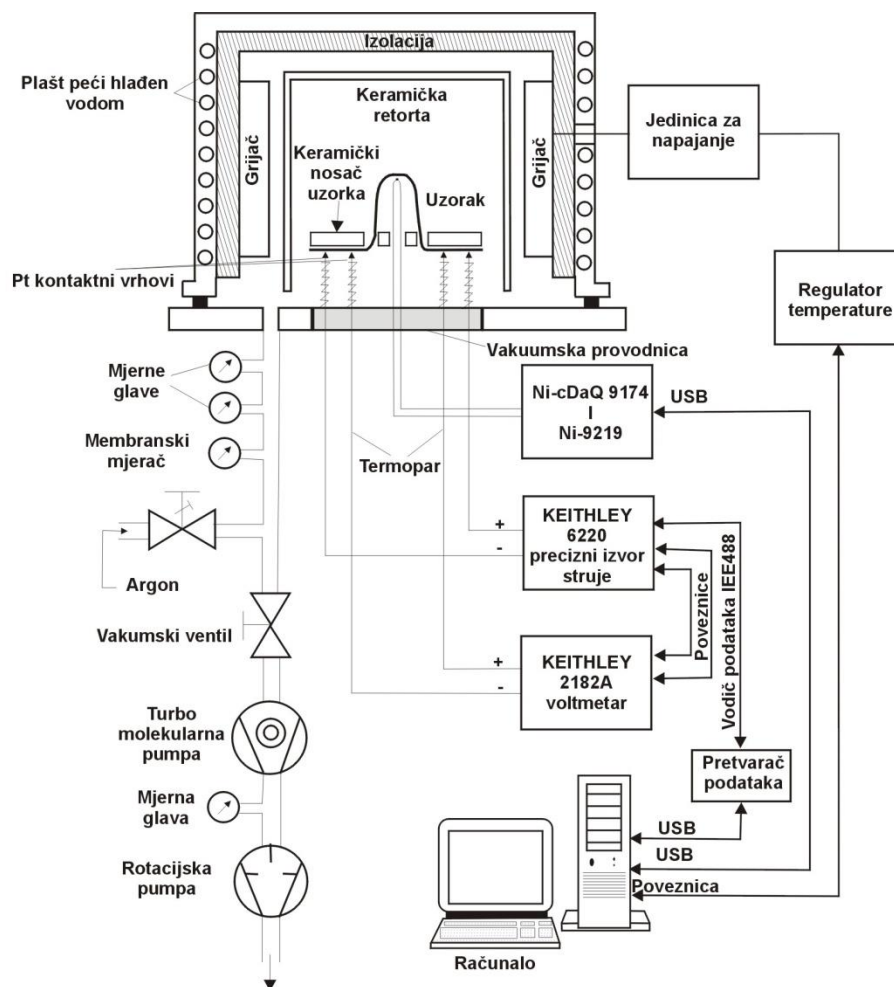 Izolacija
Plašt peći hlađen
vodom
Keramička
retorta
Grijač
Grijač
Jedinica za
napajanje
Keramički
nosač
uzorka
Uzorak
Pt kontaktni vrhovi
Regulator
temperature
Vakuumska provodnica
Mjerne
glave
Ni-cDaQ 9174
I
Ni-9219
USB
Membranski
mjerač
Termopar
+
-
KEITHLEY
6220
precizni izvor
struje
Argon
Poveznice
Vodič podataka IEE488
Vakumski ventil
+
-
KEITHLEY
2182A
voltmetar
Turbo
molekularna
pumpa
Pretvarač
podataka
Mjerna
glava
USB
USB
Rotacijska
pumpa
Poveznica
Računalo